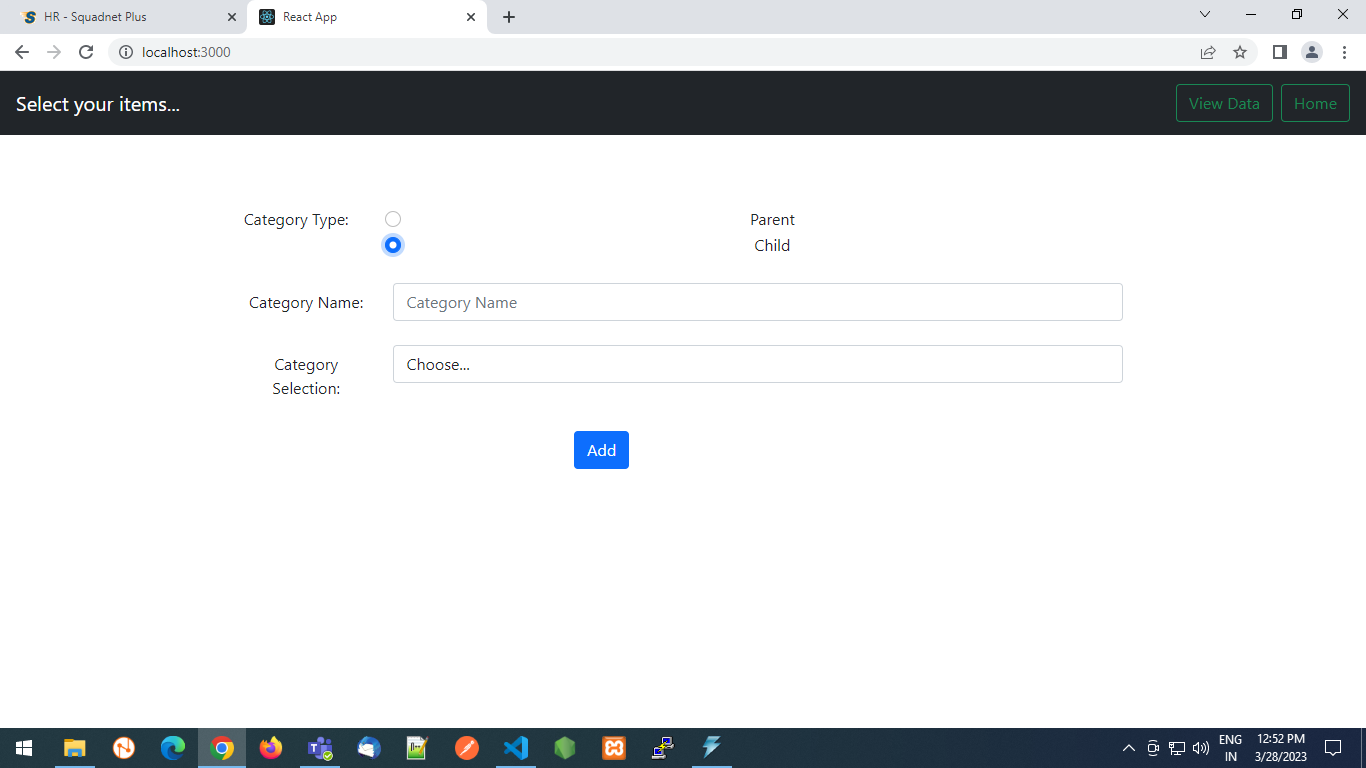 HR - Squadnet Plus
React App
localhost:3000
Select your items...
View Data
Home
Category Type:
Parent
Child
Category Name:
Category Name
Category
Selection:
Choose...
Add
ENG
IN
12:52 PM
3/28/2023